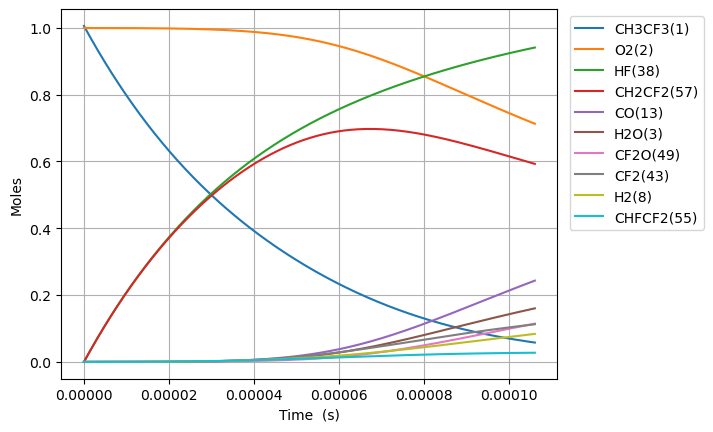 1.0
0.8
0.6
0.4
0.2
0.0
Moles
0.00000 0.00002 0.00004 0.00006 0.00008 0.00010
Time (s)
CH3CF3(1)
O2(2)
HF(38)
CH2CF2(57)
CO(13)
H2O(3)
CF2O(49)
CF2(43)
H2(8)
CHFCF2(55)